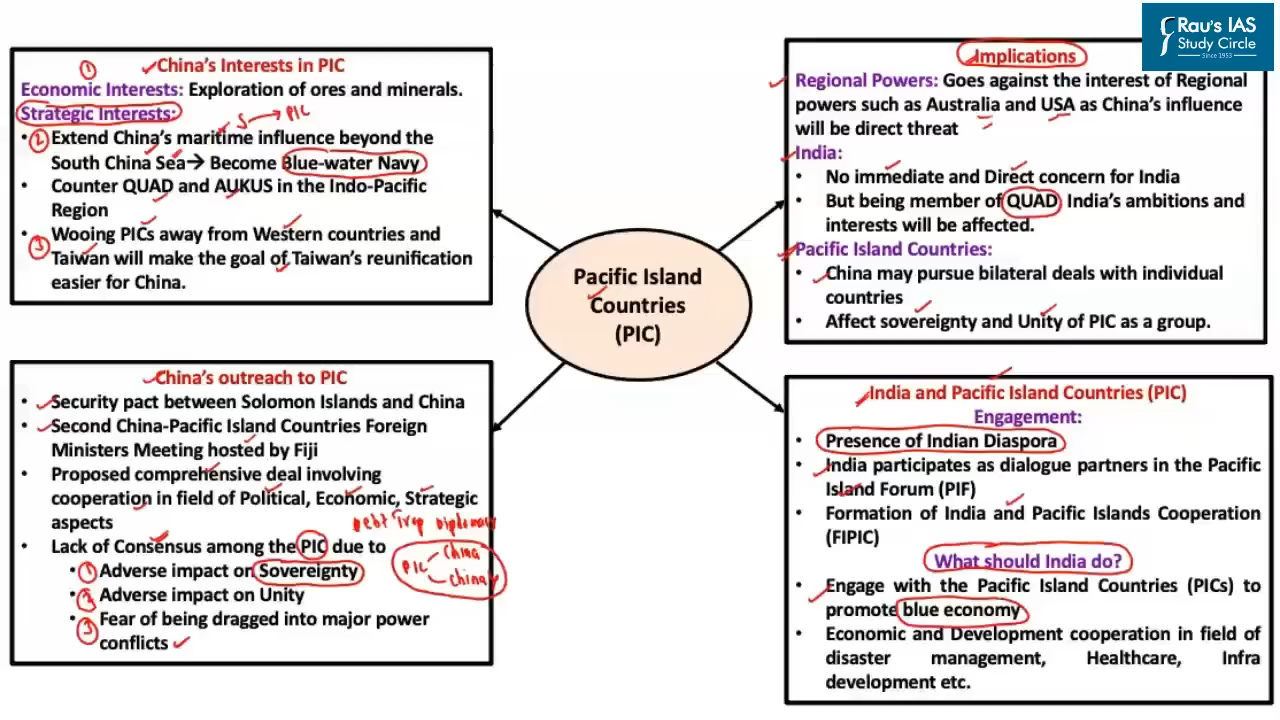 Rau's IAS
Study Circle
Since 1953
① China's Interests in PIC
Economic Interests: Exploration of ores and minerals.
Strategic Interests:
S → PIC
② • Extend China's maritime influence beyond the
South China Sea→ Become Blue-water Navy
• Counter QUAD and AUKUS in the Indo-Pacific
Region
③ • Wooing PICs away from Western countries and
Taiwan will make the goal of Taiwan's reunification
easier for China.
Implications
Regional Powers: Goes against the interest of Regional
powers such as Australia and USA as China's influence
will be direct threat
India:
• No immediate and Direct concern for India
• But being member of QUAD India's ambitions and
interests will be affected.
Pacific Island Countries:
• China may pursue bilateral deals with individual
countries
• Affect sovereignty and Unity of PIC as a group.
Pacific Island
Countries
(PIC)
China's outreach to PIC
• Security pact between Solomon Islands and China
• Second China-Pacific Island Countries Foreign
Ministers Meeting hosted by Fiji
• Proposed comprehensive deal involving
cooperation in field of Political, Economic, Strategic
aspects
Debt Trap Diplomacy
• Lack of Consensus among the PIC due to
PIC China
China
① • Adverse impact on Sovereignty
2 • Adverse impact on Unity
3 • Fear of being dragged into major power
conflicts
India and Pacific Island Countries (PIC)
Engagement:
• Presence of Indian Diaspora
• India participates as dialogue partners in the Pacific
Island Forum (PIF)
• Formation of India and Pacific Islands Cooperation
(FIPIC)
What should India do?
• Engage with the Pacific Island Countries (PICs) to
promote blue economy
• Economic and Development cooperation in field of
disaster management, Healthcare, Infra
development etc.